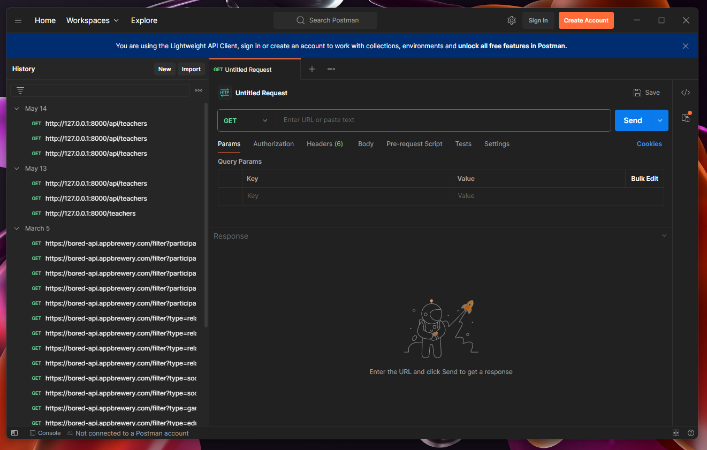 Home Workspaces Explore Search Postman Sign In Create Account
You are using the Lightweight API Client, sign in or create an account to work with collections, environments and unlock all free features in Postman.
History New Import
GET Untitled Request
HTTP Untitled Request Save
May 14
GET http://127.0.0.1:8000/api/teachers
GET http://127.0.0.1:8000/api/teachers
GET http://127.0.0.1:8000/api/teachers
May 13
GET http://127.0.0.1:8000/api/teachers
GET http://127.0.0.1:8000/api/teachers
GET http://127.0.0.1:8000/teachers
March 5
GET https://bored-api.appbrewery.com/filter?participa
GET https://bored-api.appbrewery.com/filter?participa
GET https://bored-api.appbrewery.com/filter?participa
GET https://bored-api.appbrewery.com/filter?participa
GET https://bored-api.appbrewery.com/filter?participa
GET https://bored-api.appbrewery.com/filter?type=rela
GET https://bored-api.appbrewery.com/filter?type=rela
GET https://bored-api.appbrewery.com/filter?type=rela
GET https://bored-api.appbrewery.com/filter?type=rela
GET https://bored-api.appbrewery.com/filter?type=soc
GET https://bored-api.appbrewery.com/filter?type=soc
GET https://bored-api.appbrewery.com/filter?type=gar
GET https://bored-api.appbrewery.com/filter?type=edu
GET Enter URL or paste text Send
Params Authorization Headers (6) Body Pre-request Script Tests Settings Cookies
Query Params
Key Value Bulk Edit
Key Value
Response
Enter the URL and click Send to get a response
Console Not connected to a Postman account